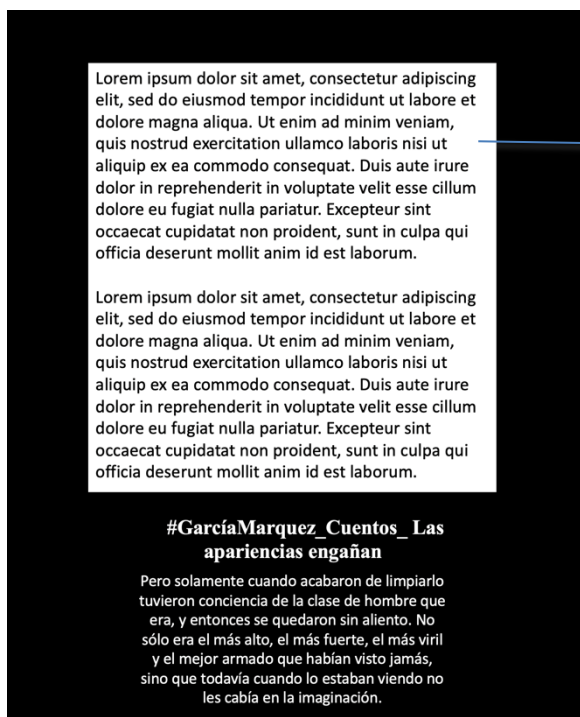 Lorem ipsum dolor sit amet, consectetur adipiscing
elit, sed do eiusmod tempor incididunt ut labore et
dolore magna aliqua. Ut enim ad minim veniam,
quis nostrud exercitation ullamco laboris nisi ut
aliquip ex ea commodo consequat. Duis aute irure
dolor in reprehenderit in voluptate velit esse cillum
dolore eu fugiat nulla pariatur. Excepteur sint
occaecat cupidatat non proident, sunt in culpa qui
officia deserunt mollit anim id est laborum.

Lorem ipsum dolor sit amet, consectetur adipiscing
elit, sed do eiusmod tempor incididunt ut labore et
dolore magna aliqua. Ut enim ad minim veniam,
quis nostrud exercitation ullamco laboris nisi ut
aliquip ex ea commodo consequat. Duis aute irure
dolor in reprehenderit in voluptate velit esse cillum
dolore eu fugiat nulla pariatur. Excepteur sint
occaecat cupidatat non proident, sunt in culpa qui
officia deserunt mollit anim id est laborum.

#GarcíaMarquez_Cuentos_ Las
apariencias engañan
Pero solamente cuando acabaron de limpiarlo
tuvieron conciencia de la clase de hombre que
era, y entonces se quedaron sin aliento. No
sólo era el más alto, el más fuerte, el más viril
y el mejor armado que habían visto jamás,
sino que todavía cuando lo estaban viendo no
les cabía en la imaginación.